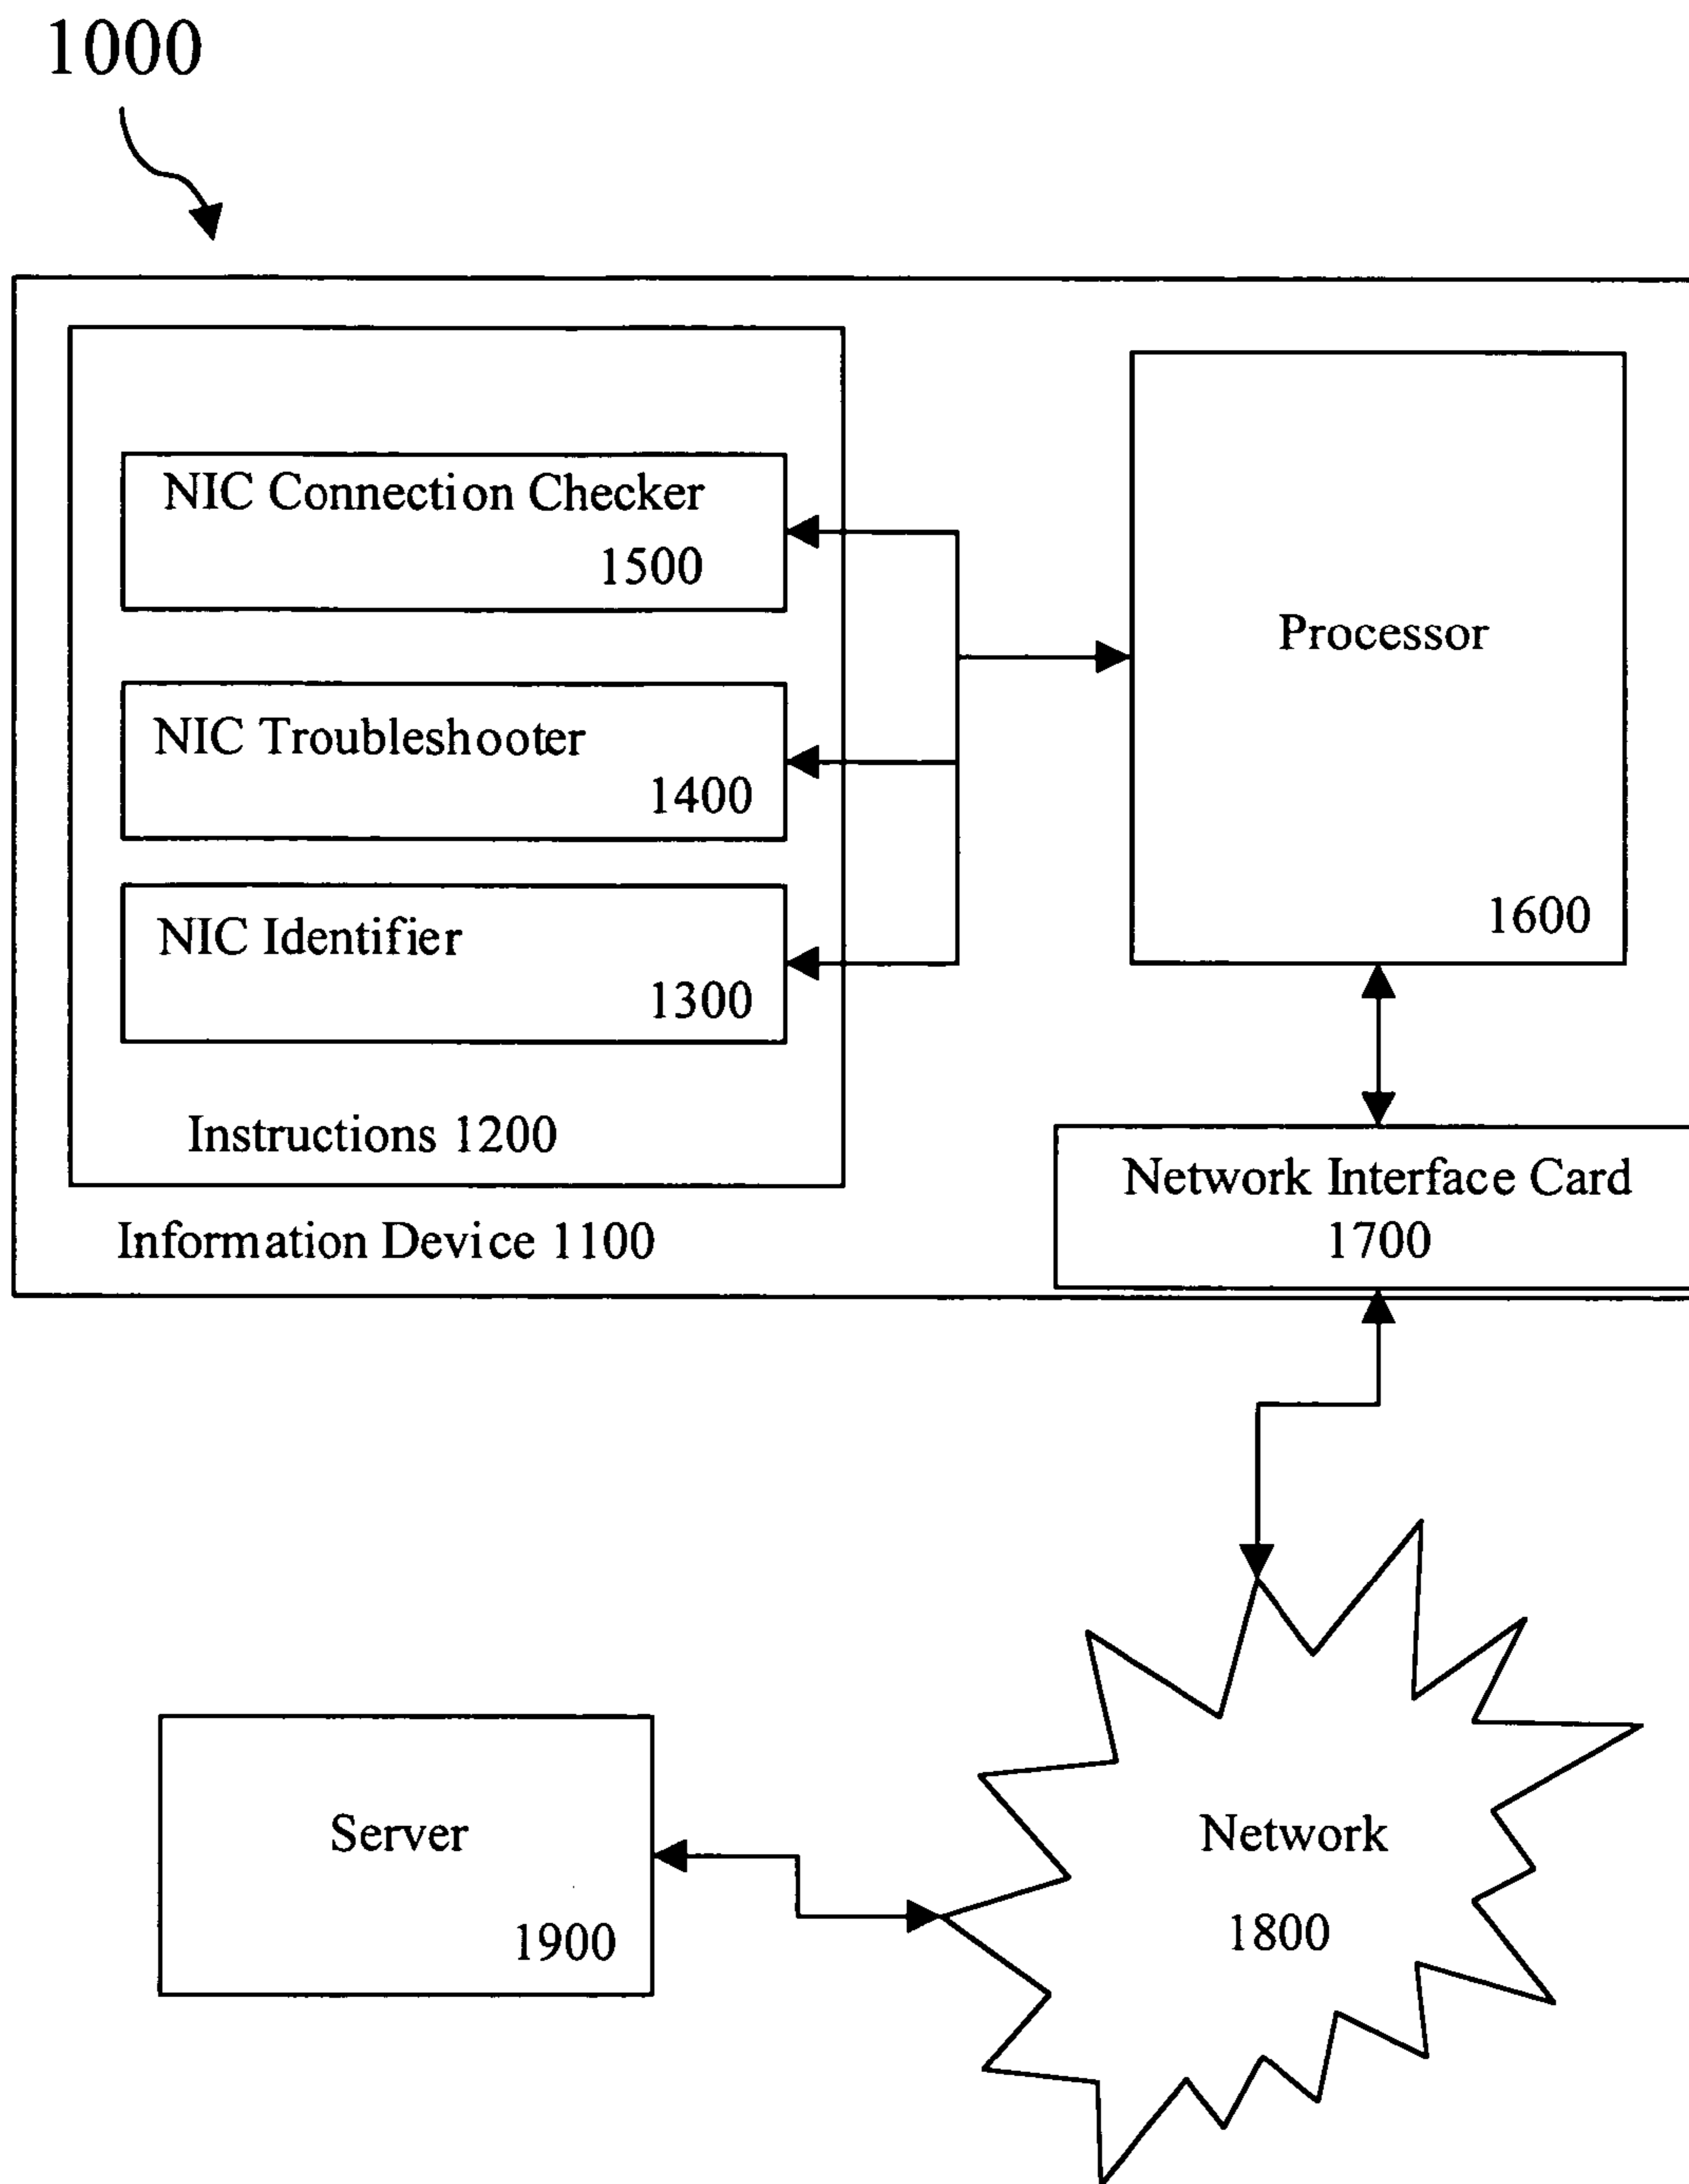 1000
NIC Connection Checker
1500
Processor
NIC Troubleshooter
1400
1600
NIC Identifier
1300
Instructions 1200
Network Interface Card
1700
Information Device 1100
Server
1900
Network
1800